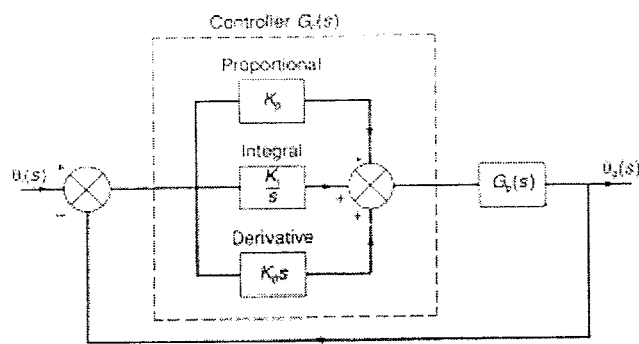 Controller G_c(s)
Proportional
K_p
Integral
θ_i(s)
K_i
s
G_p(s)
θ_o(s)
Derivative
K_D s